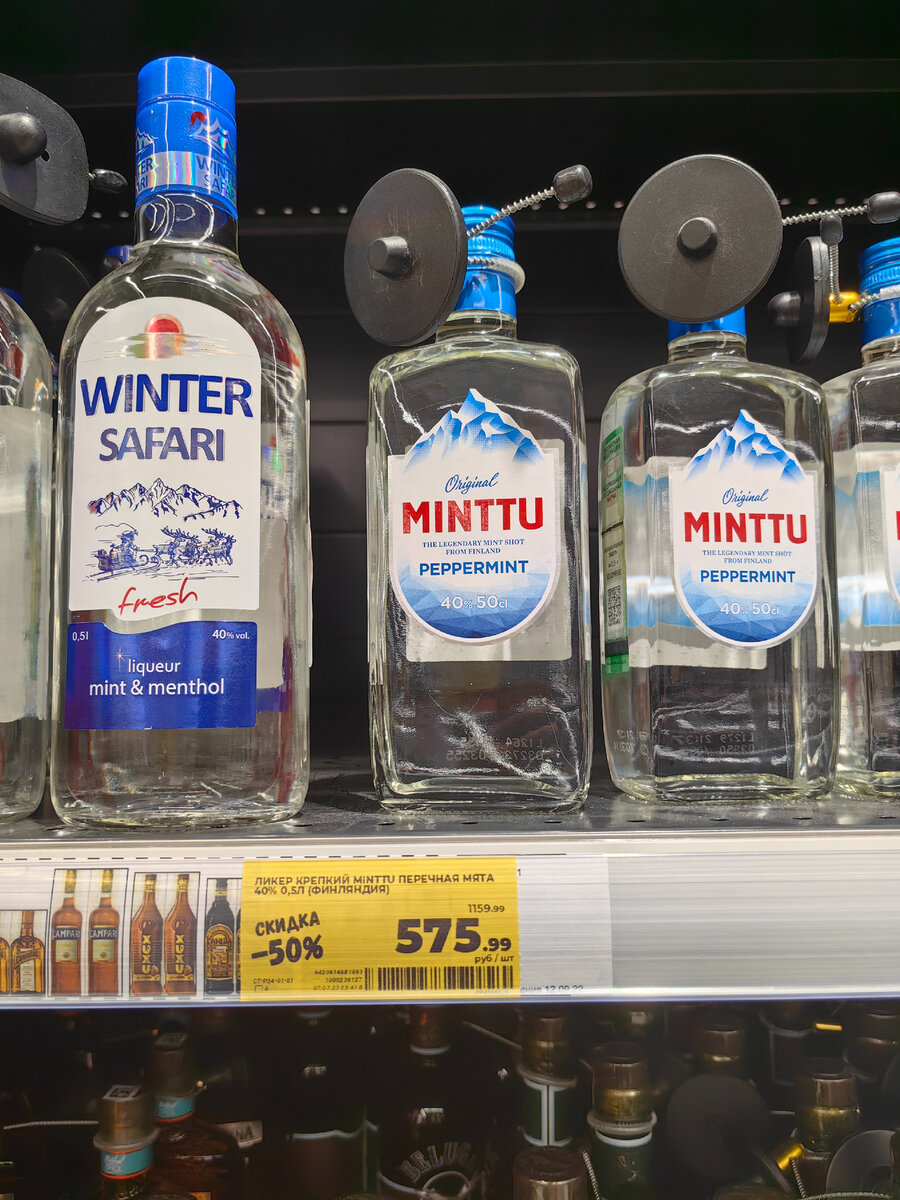 WINTER
SAFARI
fresh
0,5l
40% vol.
liqueur
mint & menthol
Original
MINTTU
THE LEGENDARY MINT SHOT
FROM FINLAND
PEPPERMINT
40% 50cl
Original
MINTTU
THE LEGENDARY MINT SHOT
FROM FINLAND
PEPPERMINT
40% 50cl
ЛИКЕР КРЕПКИЙ MINTTU ПЕРЕЧНАЯ МЯТА
40% 0,5Л (ФИНЛЯНДИЯ)
СКИДКА
-50%
1159.99
575.99
руб / шт
CAMPARI
CAMPARI
XUXU
XUXU
BELUGA